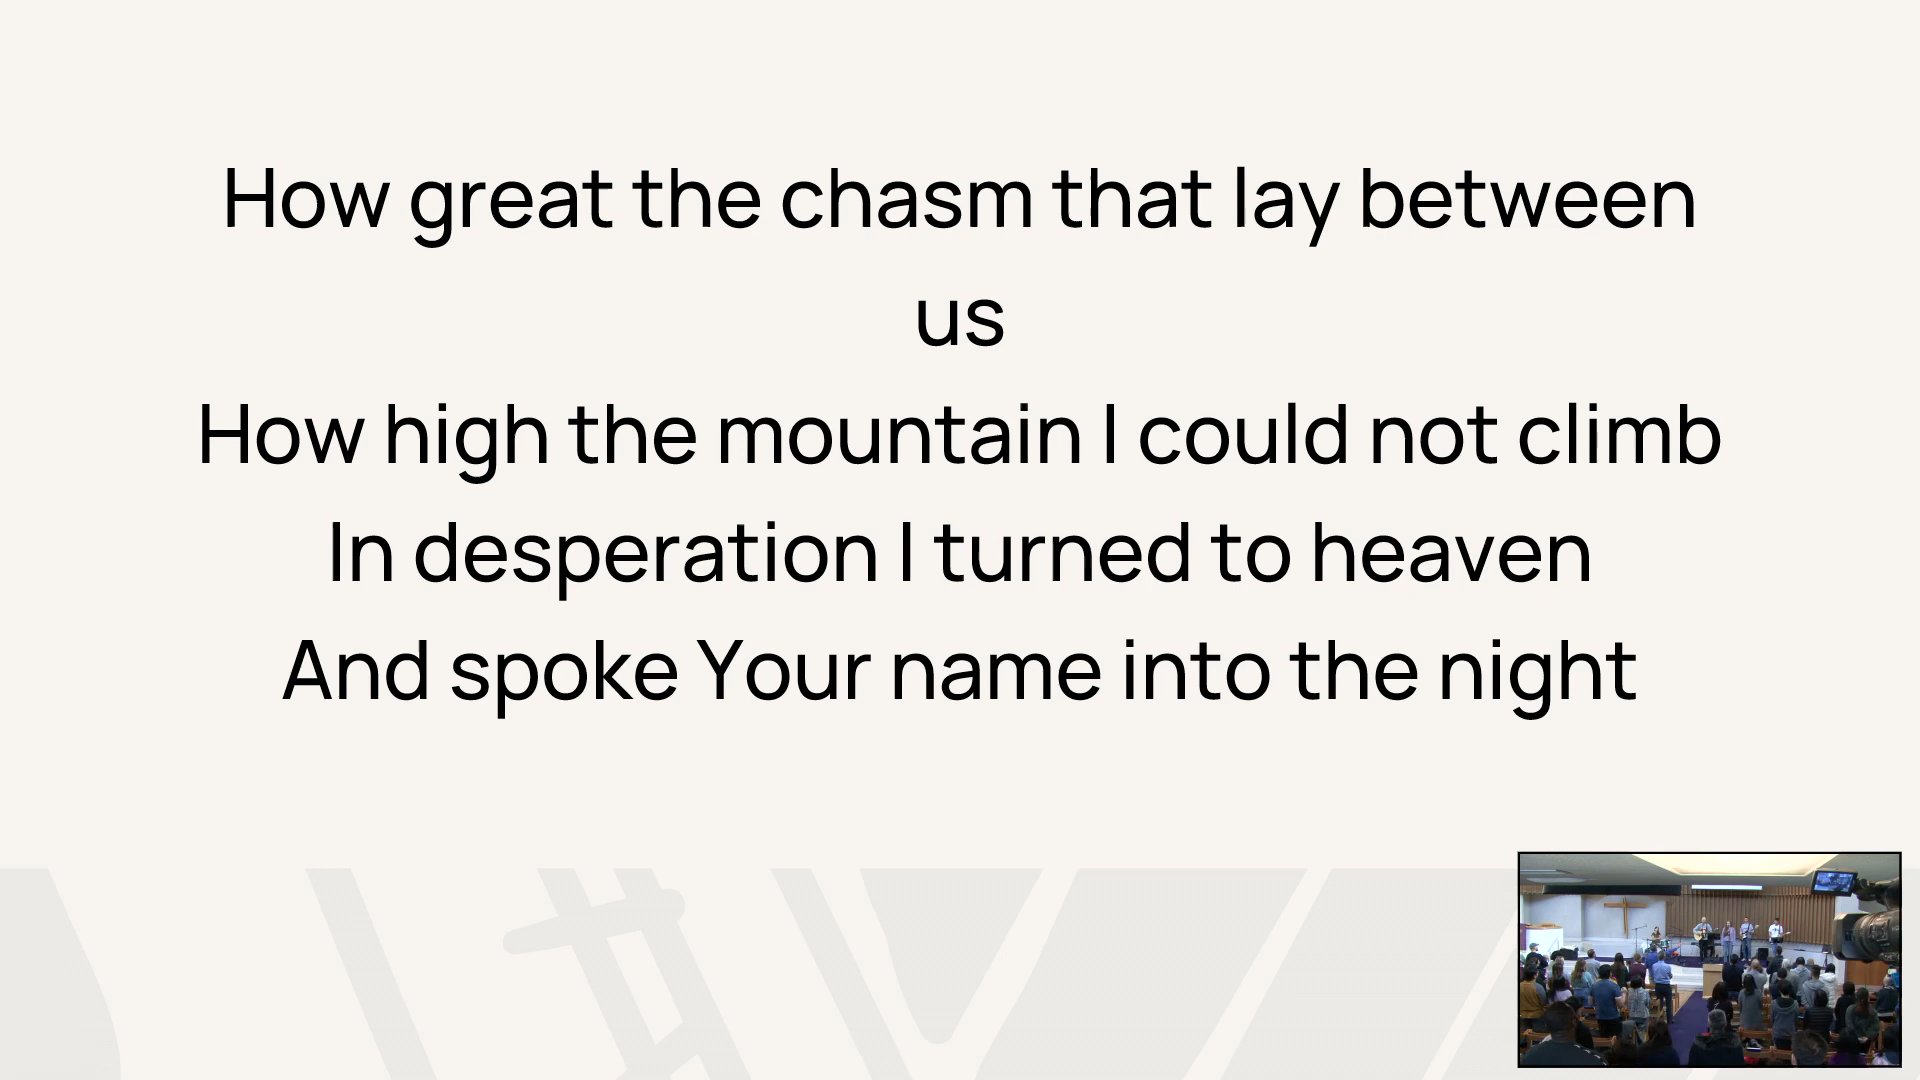 How great the chasm that lay between
us
How high the mountain I could not climb
In desperation I turned to heaven
And spoke Your name into the night